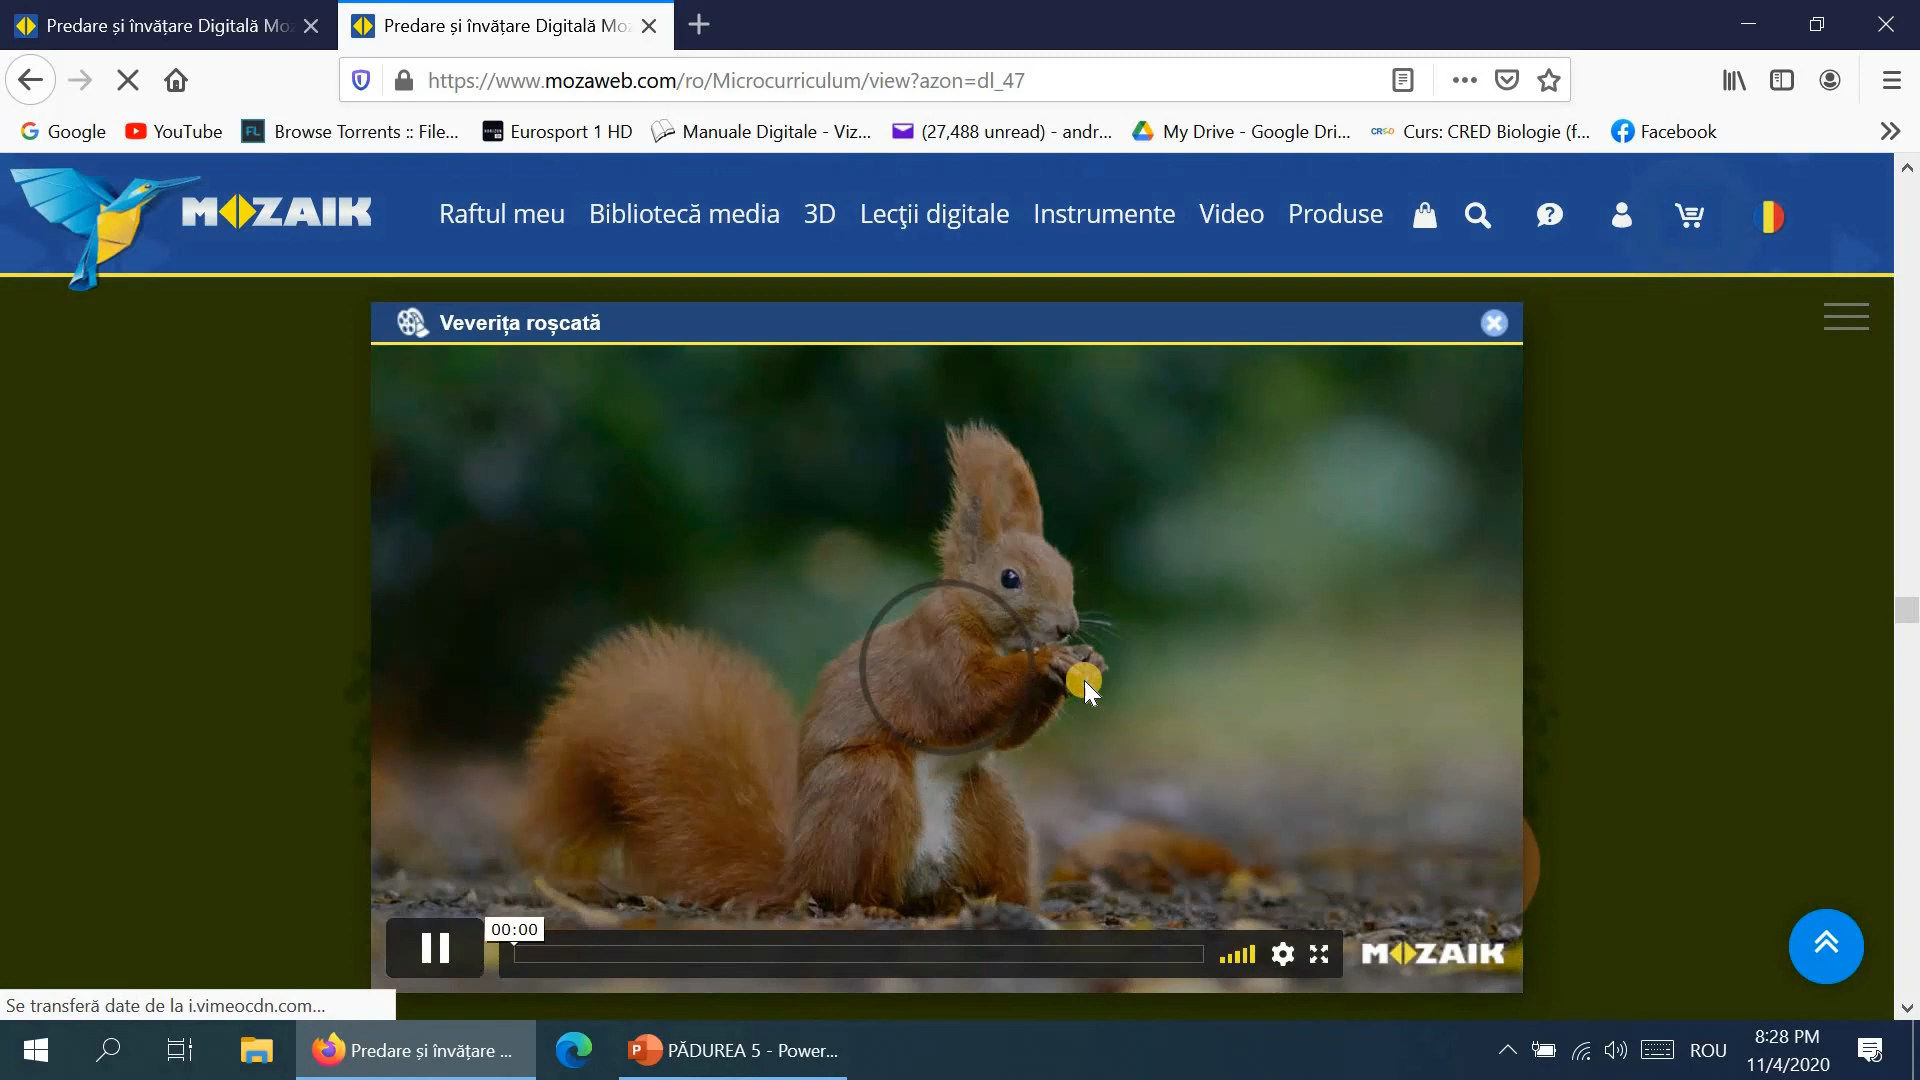 Predare și învățare Digitală Mo
Predare și învățare Digitală Mo
https://www.mozaweb.com/ro/Microcurriculum/view?azon=dl_47
Google
YouTube
Browse Torrents :: File...
Eurosport 1 HD
Manuale Digitale - Viz...
(27,488 unread) - andr...
My Drive - Google Dri...
Curs: CRED Biologie (f...
Facebook
MOZAIK
Raftul meu
Bibliotecă media
3D
Lecţii digitale
Instrumente
Video
Produse
Veverița roșcată
00:00
MOZAIK
Se transferă date de la i.vimeocdn.com...
Predare și învățare ...
PĂDUREA 5 - Power...
ROU
8:28 PM
11/4/2020